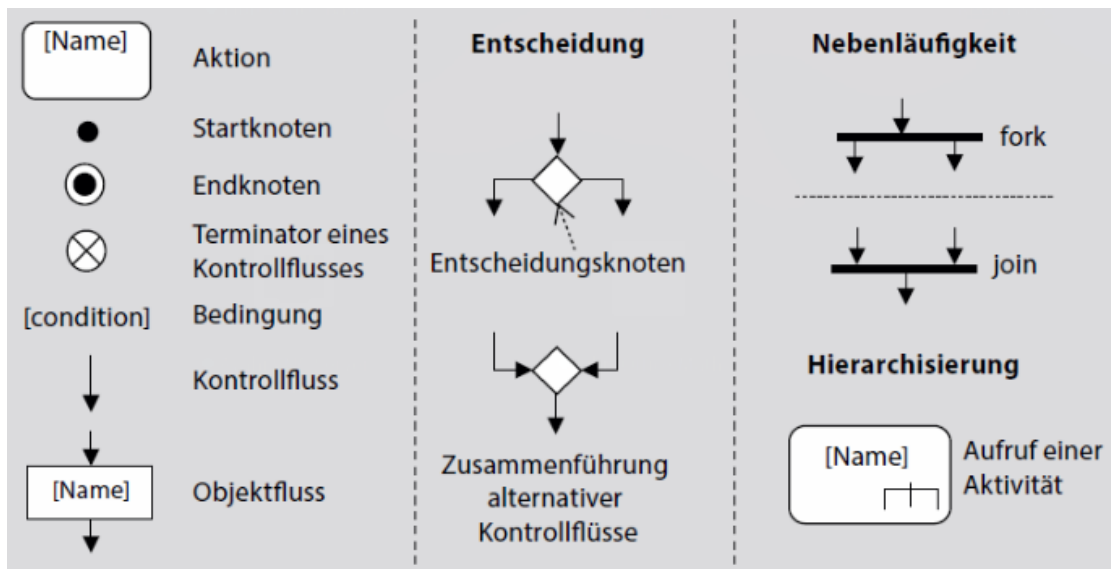 [Name]
Aktion
Startknoten
Endknoten
Terminator eines
Kontrollflusses
[condition]
Bedingung
Kontrollfluss
[Name]
Objektfluss
Entscheidung
Entscheidungsknoten
Zusammenführung
alternativer
Kontrollflüsse
Nebenläufigkeit
fork
join
Hierarchisierung
[Name]
Aufruf einer
Aktivität